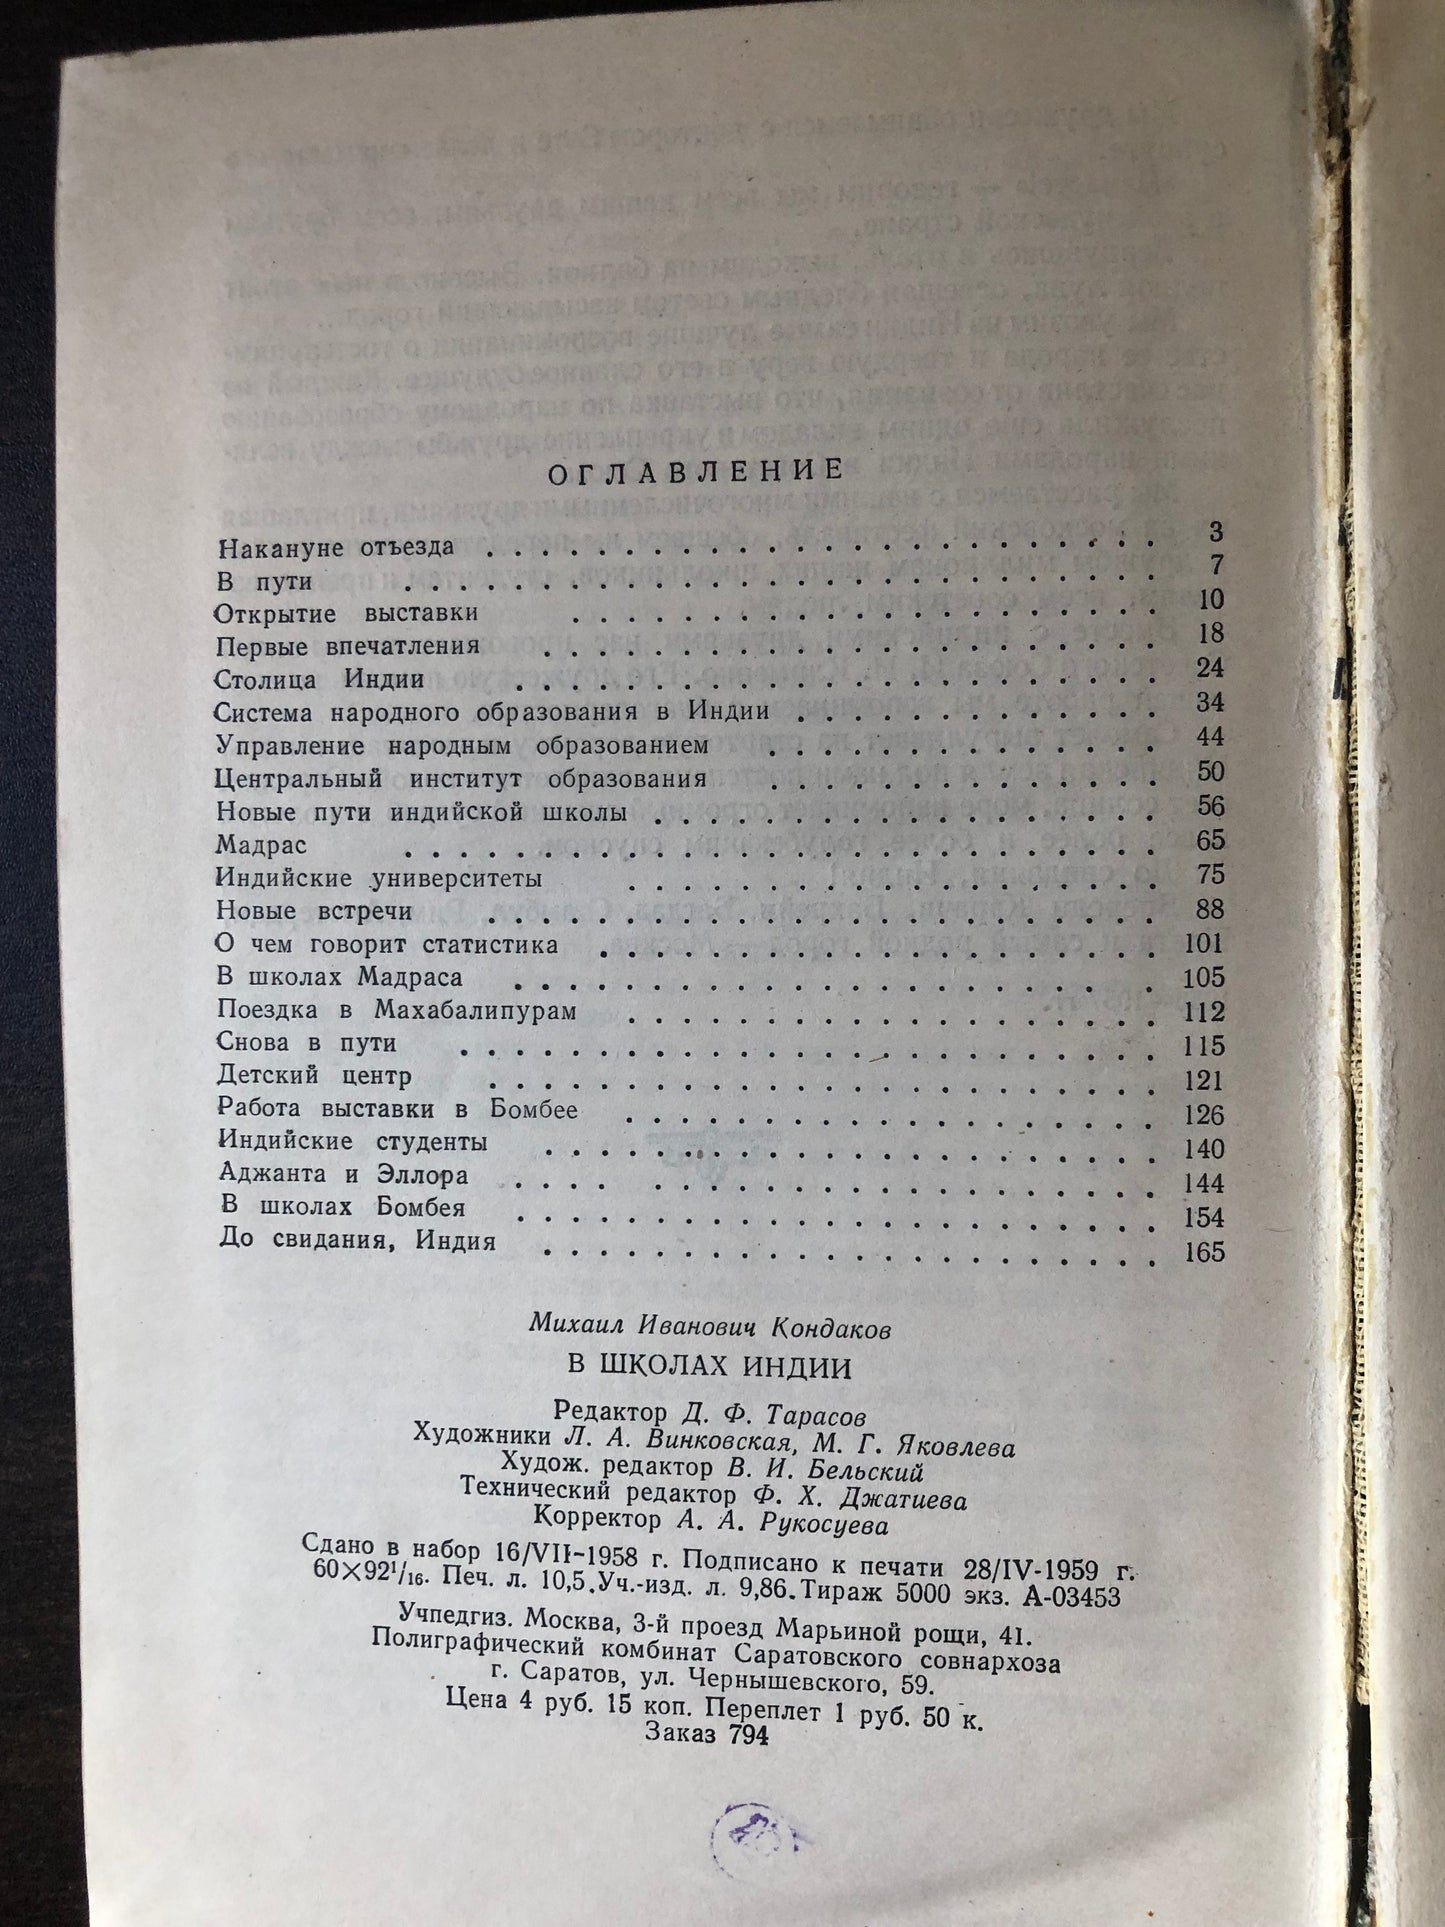 ОГЛАВЛЕНИЕ
Накануне отъезда . . . . . . . . . . . . . . . . . . . . . . . . . 3
В пути . . . . . . . . . . . . . . . . . . . . . . . . . . . . 7
Открытие выставки . . . . . . . . . . . . . . . . . . . . . . 10
Первые впечатления . . . . . . . . . . . . . . . . . . . . . . . 18
Столица Индии . . . . . . . . . . . . . . . . . . . . . . . . 24
Система народного образования в Индии . . . . . . . . . . . . . . 34
Управление народным образованием . . . . . . . . . . . . . . . 44
Центральный институт образования . . . . . . . . . . . . . . . 50
Новые пути индийской школы . . . . . . . . . . . . . . . . . . . 56
Мадрас . . . . . . . . . . . . . . . . . . . . . . . . . . . . 65
Индийские университеты . . . . . . . . . . . . . . . . . . . . 75
Новые встречи . . . . . . . . . . . . . . . . . . . . . . . . . 88
О чем говорит статистика . . . . . . . . . . . . . . . . . . . . . 101
В школах Мадраса . . . . . . . . . . . . . . . . . . . . . . . 105
Поездка в Махабалипурам . . . . . . . . . . . . . . . . . . . . 112
Снова в пути . . . . . . . . . . . . . . . . . . . . . . . . . . 115
Детский центр . . . . . . . . . . . . . . . . . . . . . . . . . 121
Работа выставки в Бомбее . . . . . . . . . . . . . . . . . . . . 126
Индийские студенты . . . . . . . . . . . . . . . . . . . . . . . 140
Аджанта и Эллора . . . . . . . . . . . . . . . . . . . . . . . 144
В школах Бомбея . . . . . . . . . . . . . . . . . . . . . . . . 154
До свидания, Индия . . . . . . . . . . . . . . . . . . . . . . . 165
Михаил Иванович Кондаков
В ШКОЛАХ ИНДИИ
Редактор Д. Ф. Тарасов
Художники Л. А. Винковская, М. Г. Яковлева
Худож. редактор В. И. Бельский
Технический редактор Ф. Х. Джатиева
Корректор А. А. Рукосуева
Сдано в набор 16/VII-1958 г. Подписано к печати 28/IV-1959 г.
60×92¹/₁₆. Печ. л. 10,5. Уч.-изд. л. 9,86. Тираж 5000 экз. А-03453
Учпедгиз. Москва, 3-й проезд Марьиной рощи, 41.
Полиграфический комбинат Саратовского совнархоза
г. Саратов, ул. Чернышевского, 59.
Цена 4 руб. 15 коп. Переплет 1 руб. 50 к.
Заказ 794